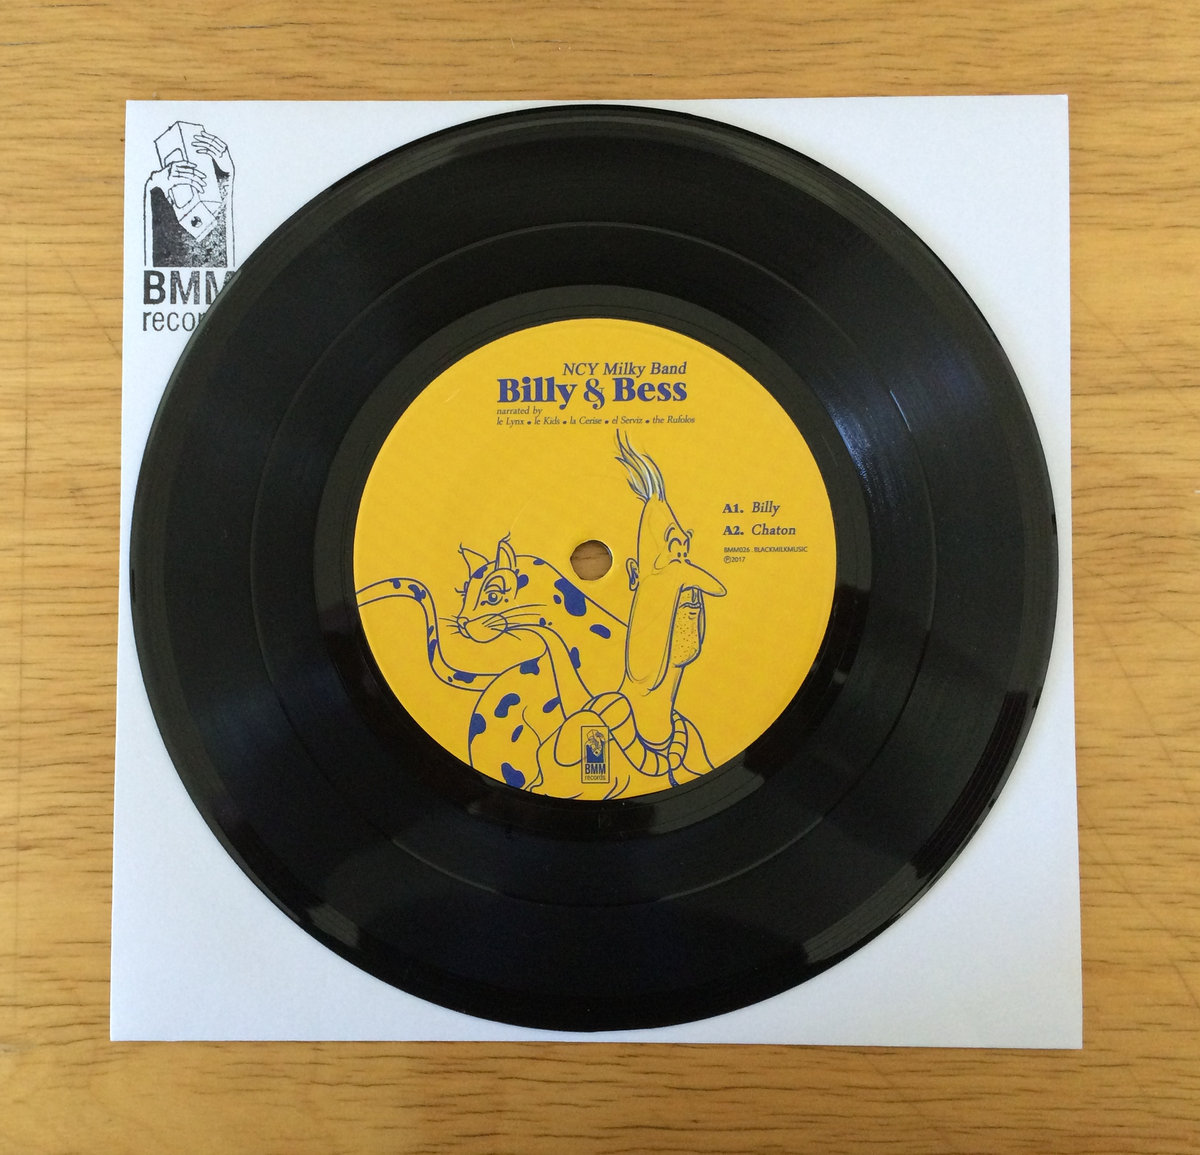 BMM
recor
NCY Milky Band
Billy & Bess
narrated by
le Lynx • le Kids • la Cerise • el Serviz • the Rufolos
A1. Billy
A2. Chaton
BMM026 . BLACKMILKMUSIC
℗2017
BMM
records